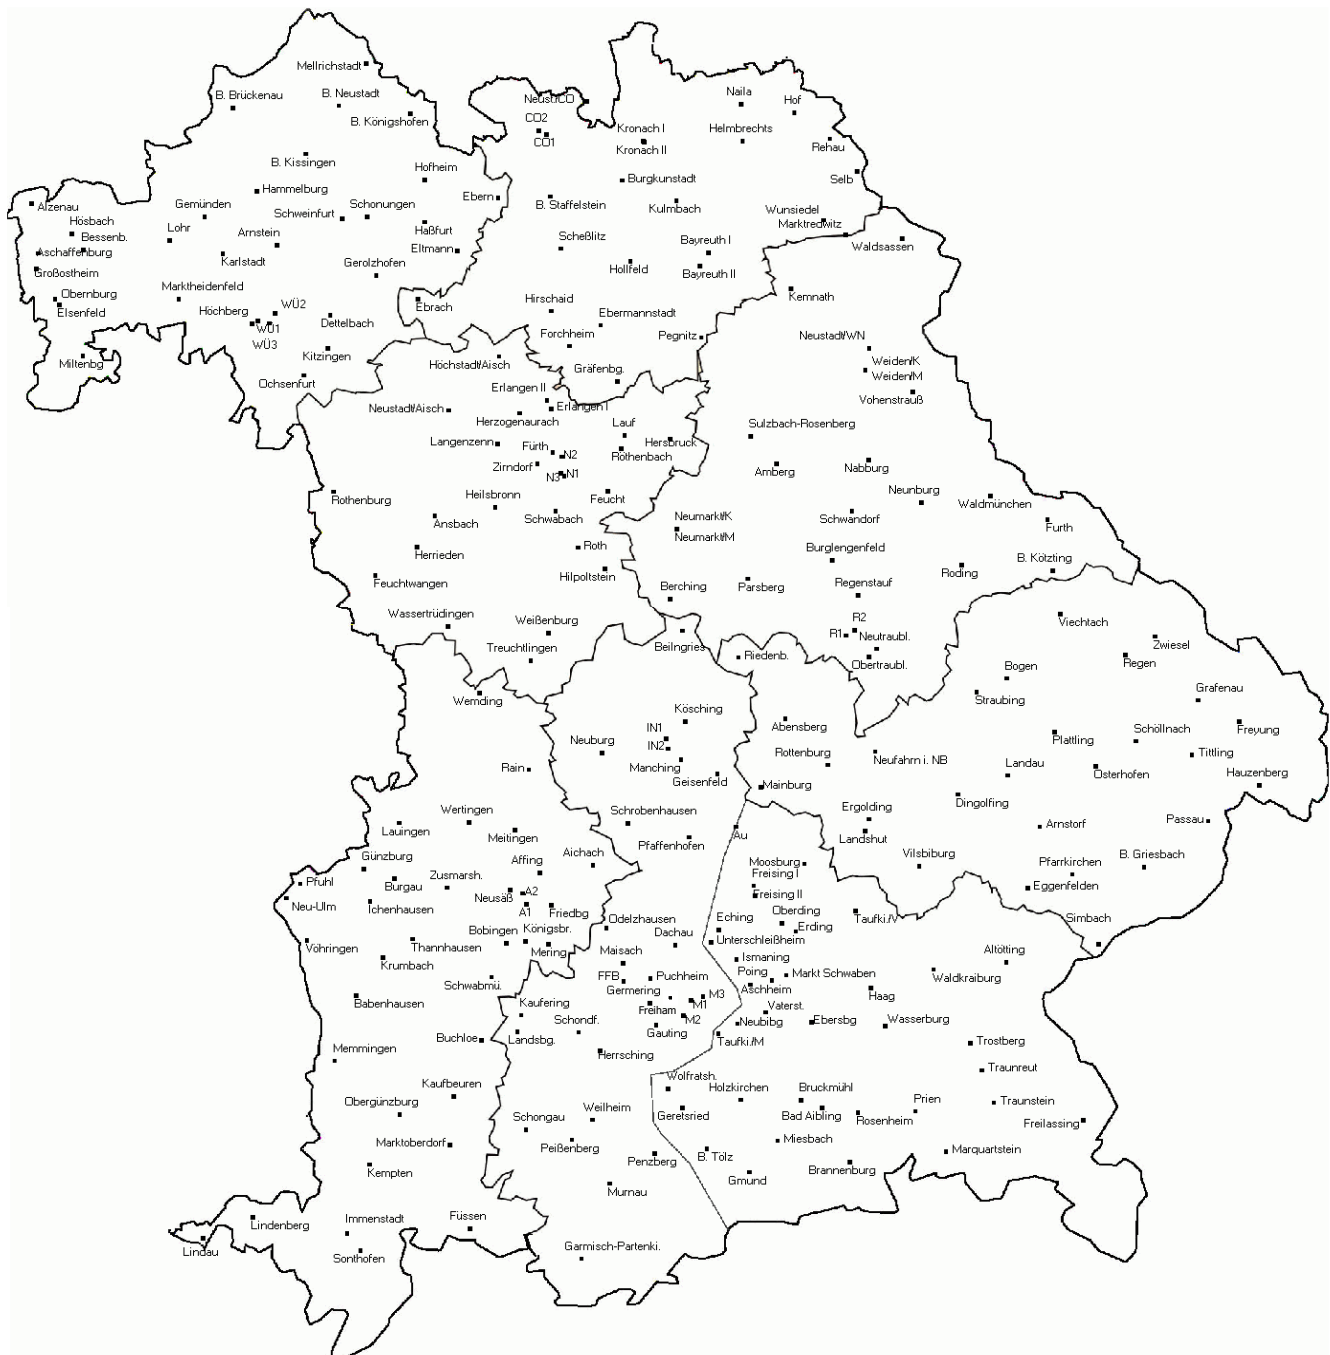 Mellrichstadt
B. Brückenau
B. Neustadt
B. Königshofen
Neust/CO
CO2
CO1
Kronach I
Kronach II
Naila
Hof
Helmbrechts
Rehau
Selb
B. Kissingen
Hofheim
Hammelburg
Ebern
Burgkunstadt
B. Staffelstein
Kulmbach
Wunsiedel
Marktredwitz
Alzenau
Hösbach
Bessenb.
Aschaffenburg
Großostheim
Gemünden
Schweinfurt
Schonungen
Lohr
Arnstein
Haßfurt
Karlstadt
Eltmann
Gerolzhofen
Scheßlitz
Bayreuth I
Hollfeld
Bayreuth II
Waldsassen
Obernburg
Elsenfeld
Marktheidenfeld
Höchberg
WÜ2
WÜ1
WÜ3
Dettelbach
Ebrach
Hirschaid
Ebermannstadt
Kemnath
Miltenbg
Kitzingen
Ochsenfurt
Forchheim
Pegnitz
Neustadt/WN
Höchstadt/Aisch
Gräfenbg.
Weiden/K
Weiden/M
Erlangen II
Vohenstrauß
Neustadt/Aisch
Erlangen I
Herzogenaurach
Lauf
Hersbruck
Sulzbach-Rosenberg
Langenzenn
Fürth
N2
Röthenbach
Zirndorf
N3
N1
Amberg
Nabburg
Rothenburg
Heilsbronn
Feucht
Neunburg
Waldmünchen
Ansbach
Schwabach
Neumarkt/K
Neumarkt/M
Schwandorf
Furth
Herrieden
Roth
Burglengenfeld
Feuchtwangen
Hilpoltstein
Berching
Parsberg
Regenstauf
Roding
B. Kötzting
Wassertrüdingen
Weißenburg
R2
R1
Neutraubl.
Obertraubl.
Viechtach
Treuchtlingen
Beilngries
Riedenb.
Zwiesel
Regen
Bogen
Straubing
Grafenau
Wemding
Kösching
Abensberg
IN1
IN2
Neuburg
Rottenburg
Plattling
Schöllnach
Freyung
Tittling
Neufahrn i. NB
Rain
Manching
Geisenfeld
Mainburg
Landau
Osterhofen
Hauzenberg
Dingolfing
Wertingen
Schrobenhausen
Ergolding
Landshut
Arnstorf
Passau
Lauingen
Meitingen
Pfaffenhofen
Au
Günzburg
Affing
Aichach
Moosburg
Freising I
Freising II
Vilsbiburg
Pfarrkirchen
B. Griesbach
Pfuhl
Burgau
Zusmarsh.
Eggenfelden
Neu-Ulm
Ichenhausen
Neusäß
A2
A1
Friedbg
Odelzhausen
Oberding
Erding
Taufki./V
Simbach
Bobingen
Königsbr.
Eching
Unterschleißheim
Vöhringen
Thannhausen
Mering
Maisach
Dachau
Altötting
Krumbach
Ismaning
Poing
Markt Schwaben
Waldkraiburg
Schwabmü.
FFB
Puchheim
Aschheim
Babenhausen
Germering
Haag
Kaufering
Freiham
M1
M3
M2
Vaterst.
Schondf.
Neubibg
Ebersbg
Wasserburg
Buchloe
Landsbg.
Gauting
Taufki./M
Trostberg
Memmingen
Herrsching
Traunreut
Kaufbeuren
Wolfratsh.
Holzkirchen
Bruckmühl
Obergünzburg
Weilheim
Geretsried
Bad Aibling
Rosenheim
Prien
Traunstein
Schongau
Freilassing
Marktoberdorf
Peißenberg
Miesbach
Marquartstein
Kempten
Penzberg
B. Tölz
Brannenburg
Gmund
Murnau
Lindenberg
Immenstadt
Füssen
Lindau
Sonthofen
Garmisch-Partenki.